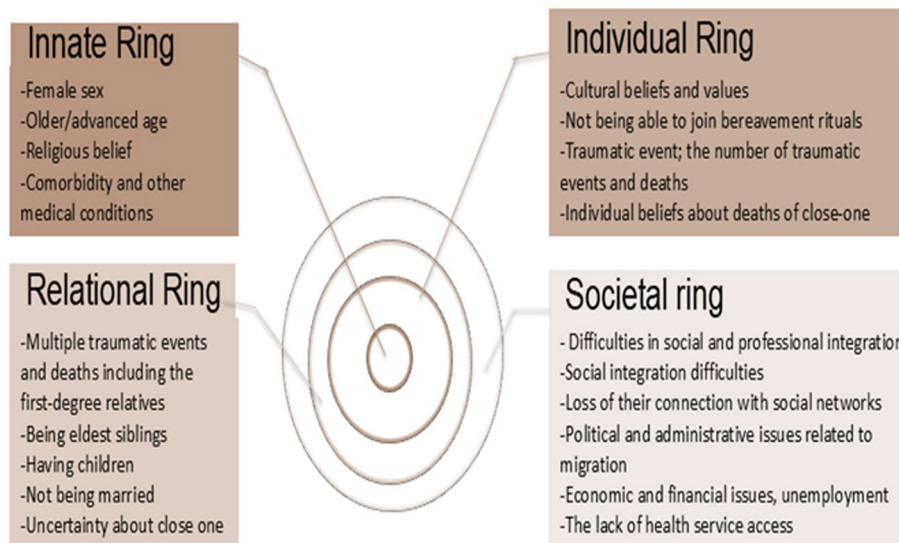 Innate Ring
-Female sex
-Older/advanced age
-Religious belief
-Comorbidity and other
medical conditions
Individual Ring
-Cultural beliefs and values
-Not being able to join bereavement rituals
-Traumatic event; the number of traumatic
events and deaths
-Individual beliefs about deaths of close-one
Relational Ring
-Multiple traumatic events
and deaths including the
first-degree relatives
-Being eldest siblings
-Having children
-Not being married
-Uncertainty about close one
Societal ring
- Difficulties in social and professional integration
-Social integration difficulties
-Loss of their connection with social networks
-Political and administrative issues related to
migration
-Economic and financial issues, unemployment
-The lack of health service access